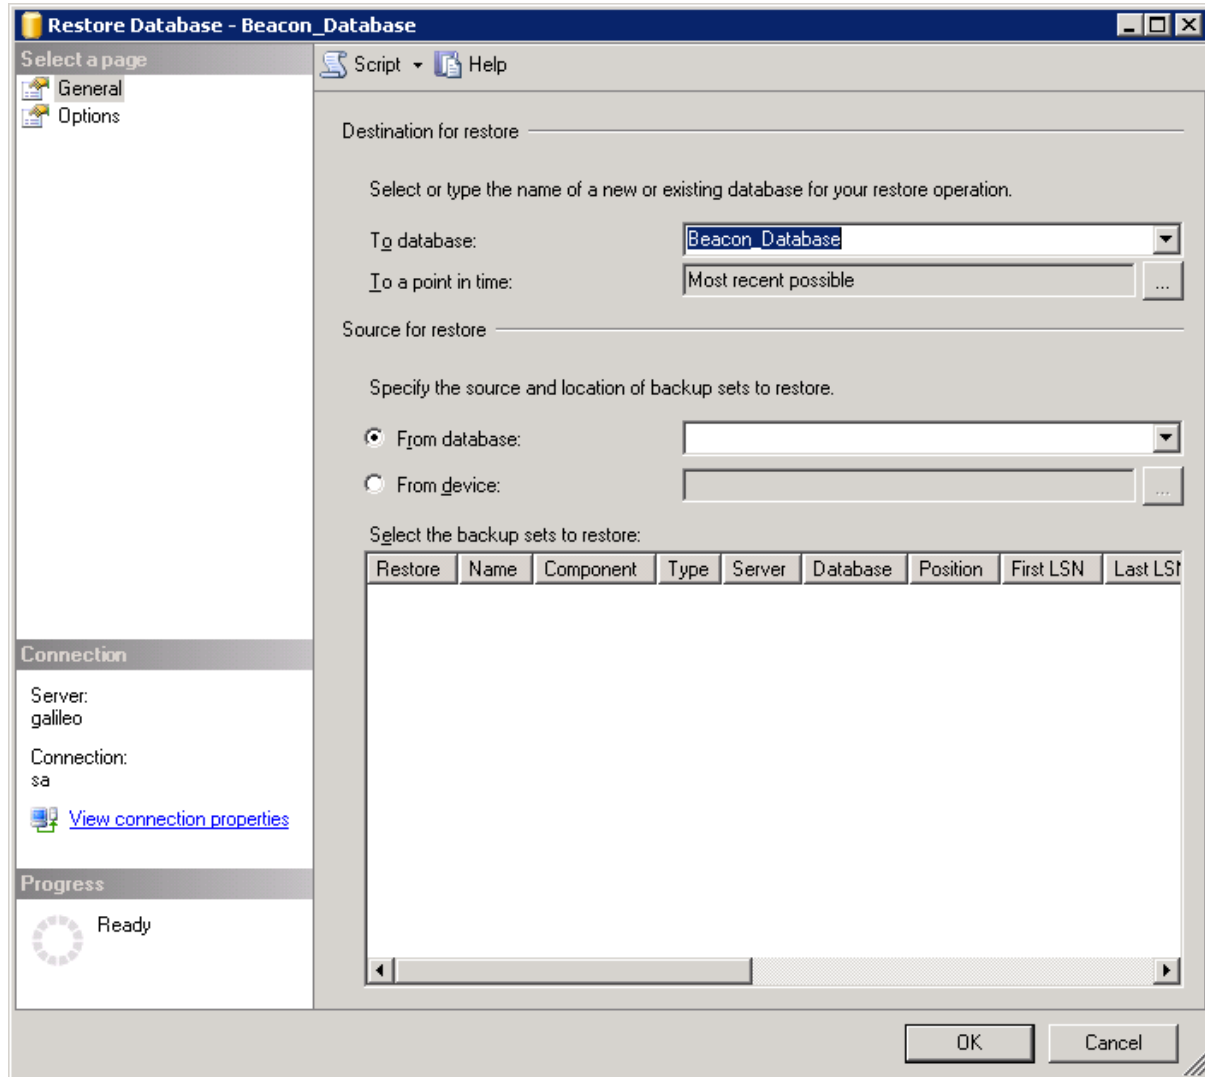 Restore Database - Beacon_Database
Select a page
General
Options
Script Help
Destination for restore
Select or type the name of a new or existing database for your restore operation.
To database: Beacon_Database
To a point in time: Most recent possible ...
Source for restore
Specify the source and location of backup sets to restore.
From database:
From device: ...
Select the backup sets to restore:
Restore Name Component Type Server Database Position First LSN Last LSN
Connection
Server:
galileo
Connection:
sa
View connection properties
Progress
Ready
OK Cancel